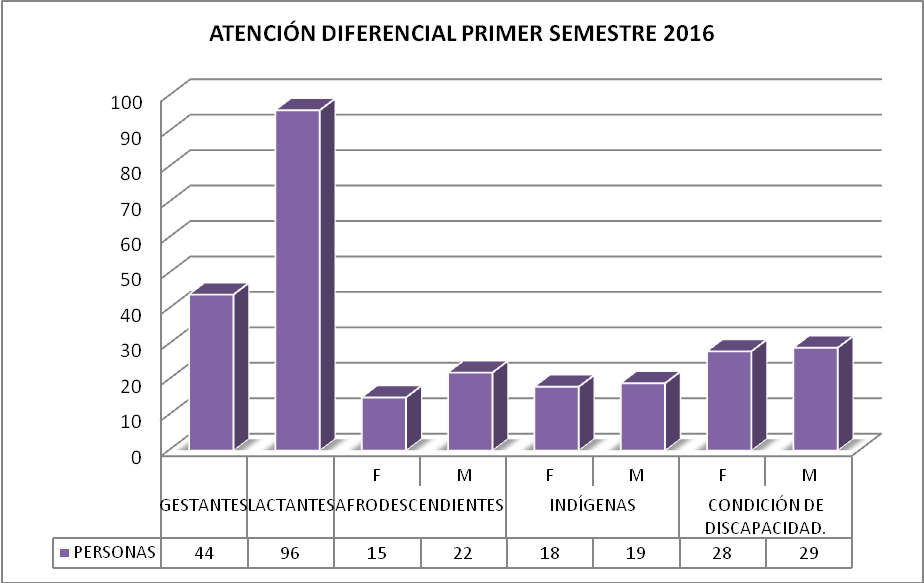 ATENCIÓN DIFERENCIAL PRIMER SEMESTRE 2016
100
90
80
70
60
50
40
30
20
10
0
F M F M F M
GESTANTES LACTANTES AFRODESCENDIENTES INDÍGENAS CONDICIÓN DE
DISCAPACIDAD.
PERSONAS 44 96 15 22 18 19 28 29